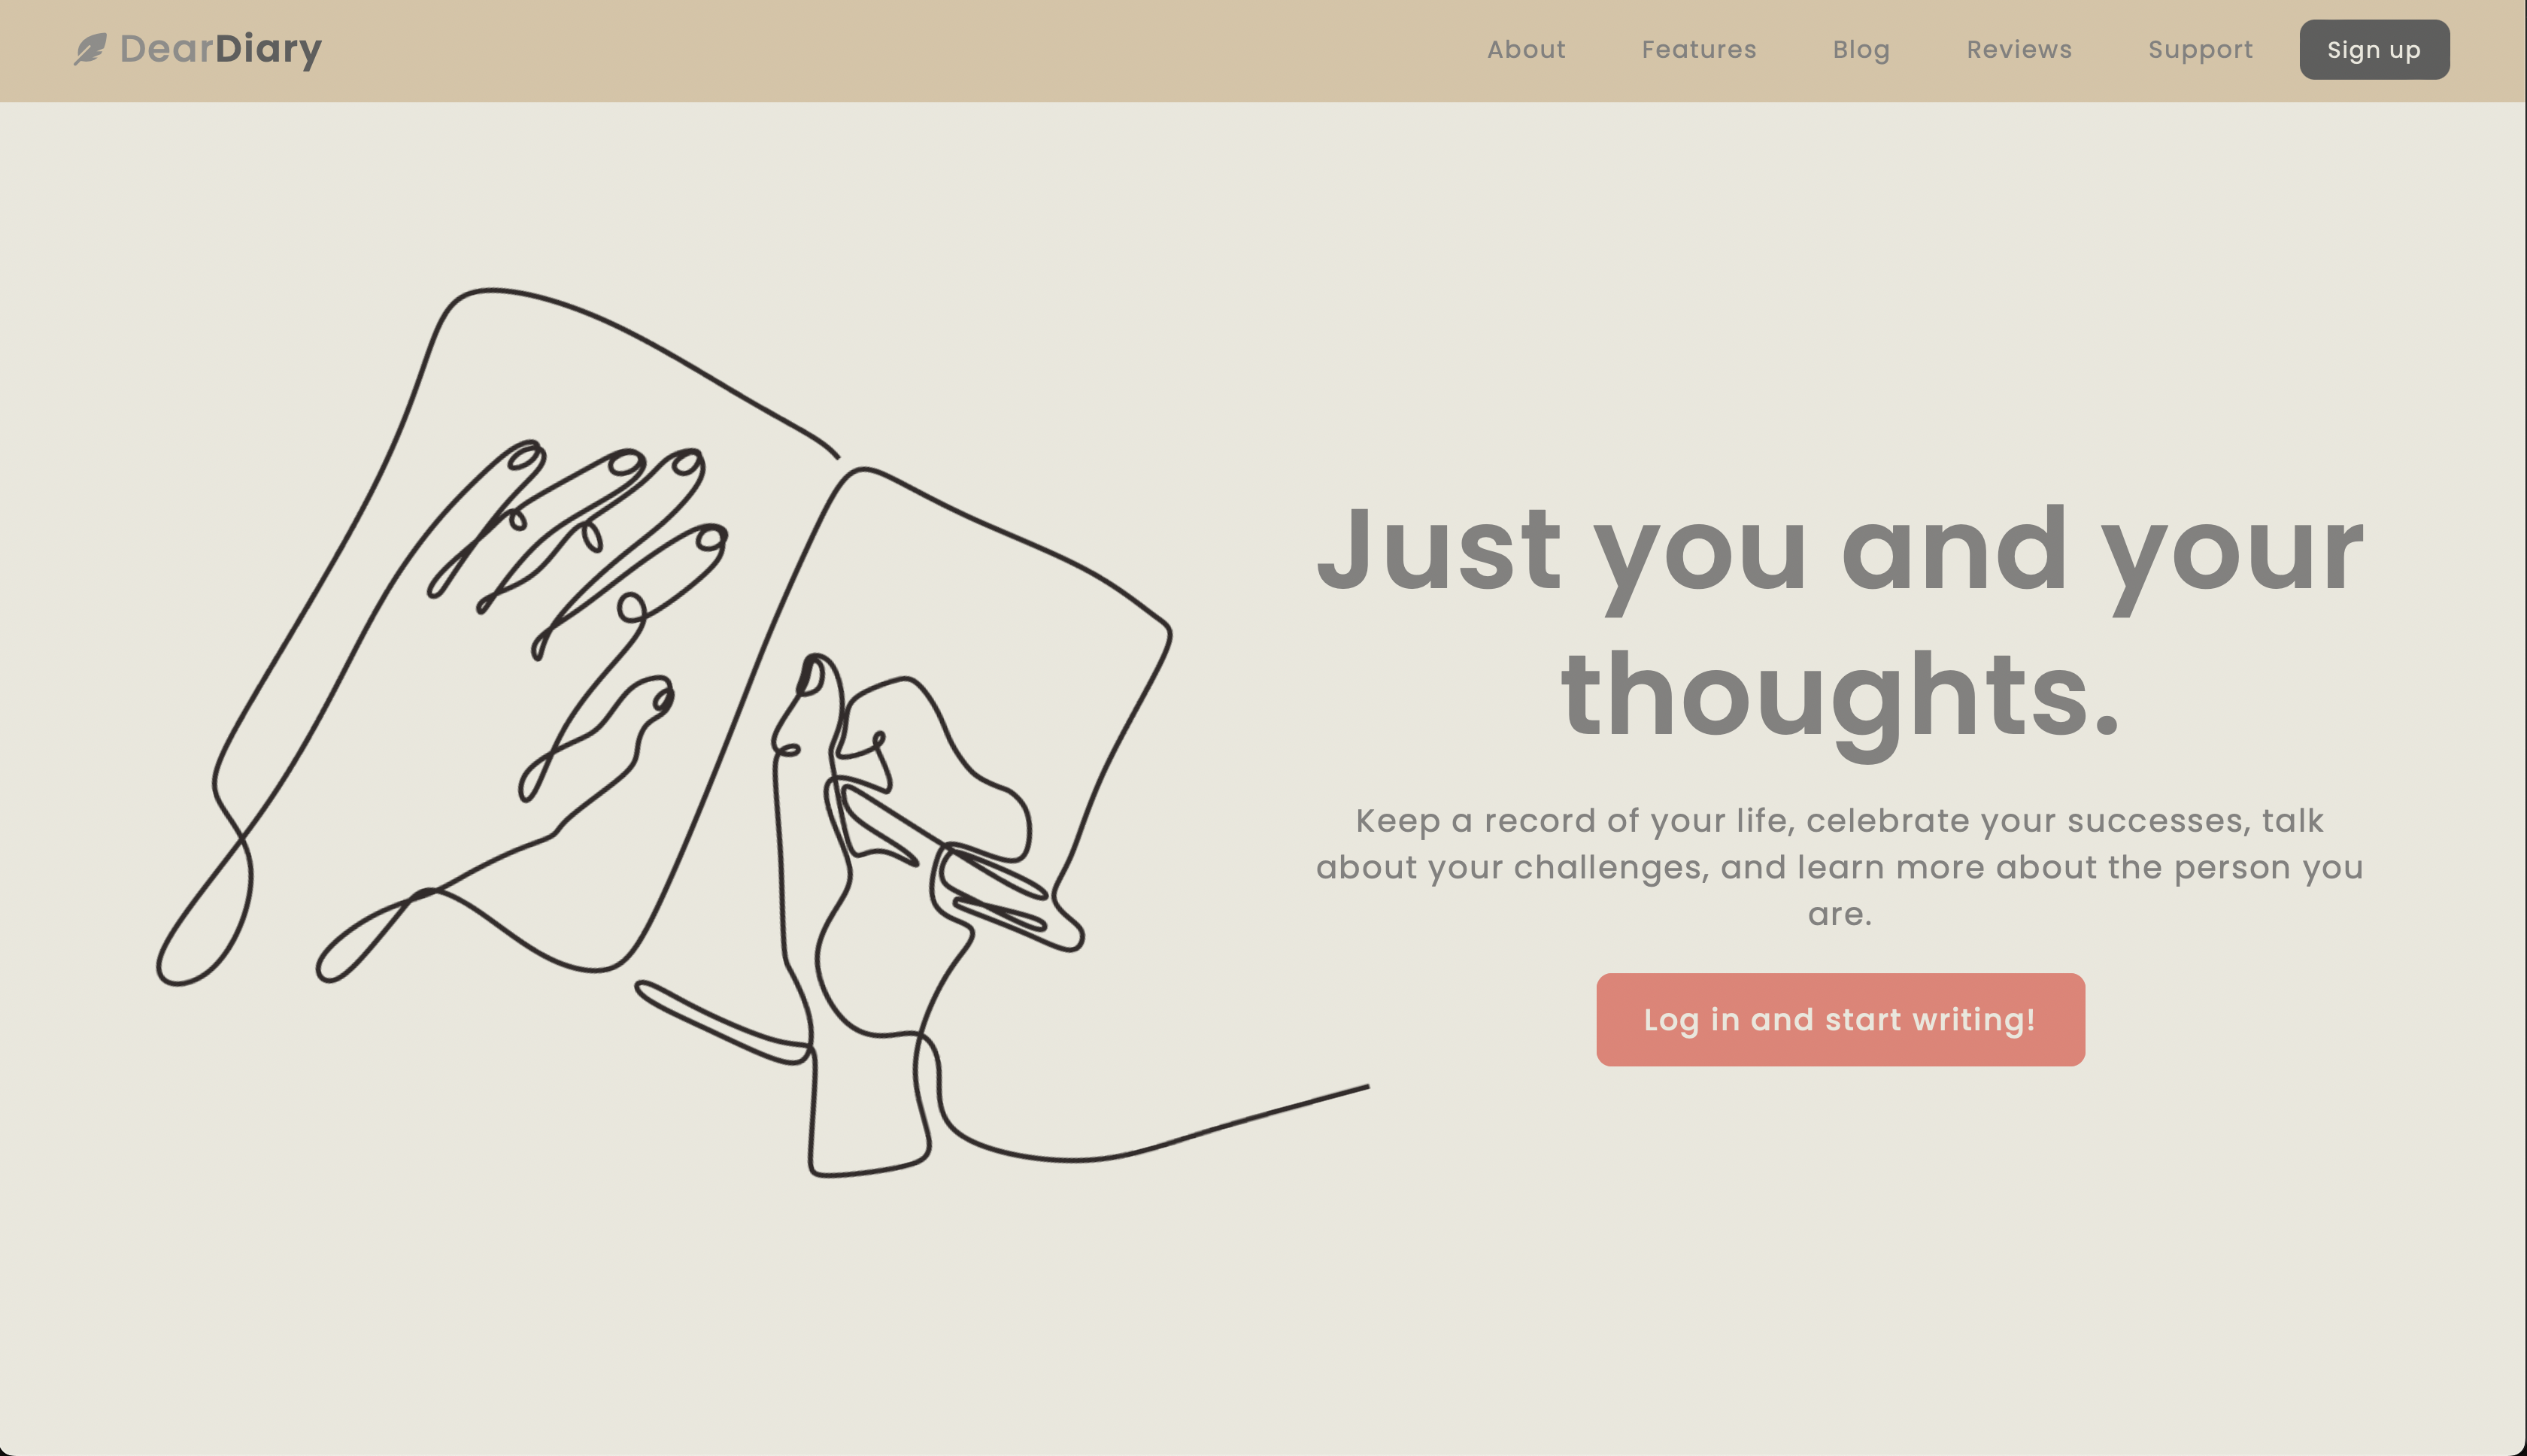 DearDiary
About
Features
Blog
Reviews
Support
Sign up
Just you and your
thoughts.
Keep a record of your life, celebrate your successes, talk
about your challenges, and learn more about the person you
are.
Log in and start writing!